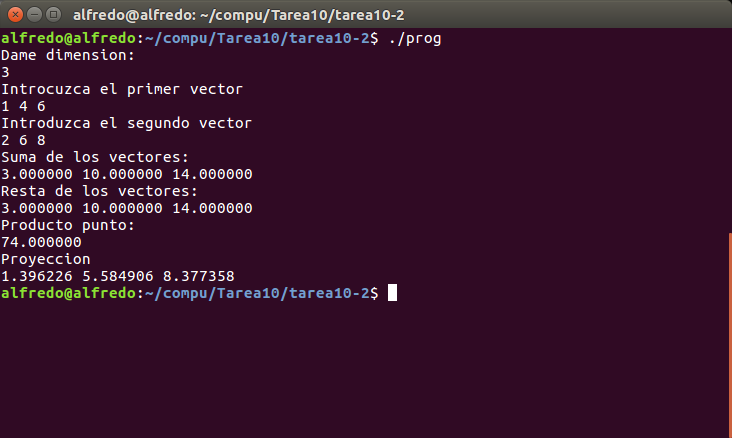 alfredo@alfredo: ~/compu/Tarea10/tarea10-2
alfredo@alfredo:~/compu/Tarea10/tarea10-2$ ./prog
Dame dimension:
3
Introcuzca el primer vector
1 4 6
Introduzca el segundo vector
2 6 8
Suma de los vectores:
3.000000 10.000000 14.000000
Resta de los vectores:
3.000000 10.000000 14.000000
Producto punto:
74.000000
Proyeccion
1.396226 5.584906 8.377358
alfredo@alfredo:~/compu/Tarea10/tarea10-2$